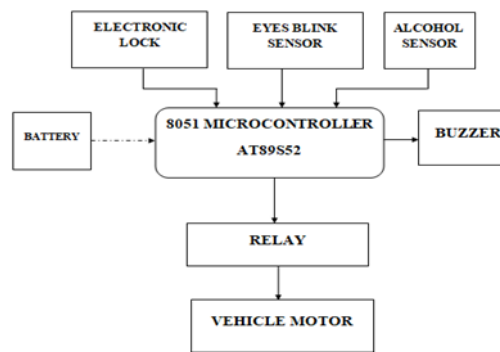 ELECTRONIC
LOCK
EYES BLINK
SENSOR
ALCOHOL
SENSOR
BATTERY
8051 MICROCONTROLLER
AT89S52
BUZZER
RELAY
VEHICLE MOTOR